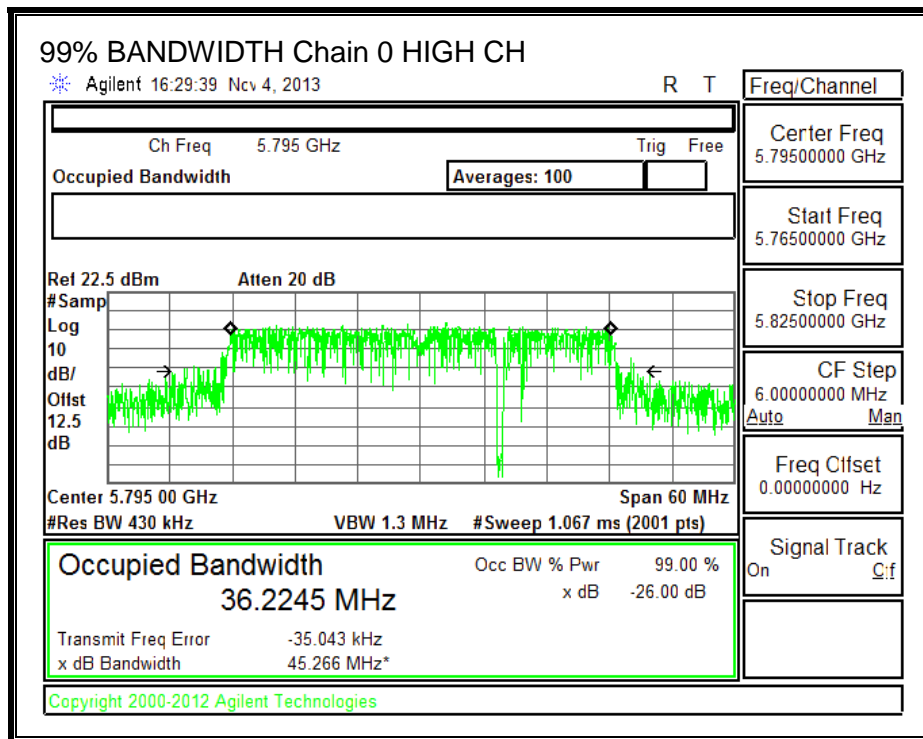 99% BANDWIDTH Chain 0 HIGH CH
Agilent 16:29:39 Nov 4, 2013 R T
Freq/Channel
Ch Freq 5.795 GHz Trig Free
Occupied Bandwidth Averages: 100
Center Freq
5.79500000 GHz
Start Freq
5.76500000 GHz
Stop Freq
5.82500000 GHz
CF Step
6.00000000 MHz
Auto Man
Freq Offset
0.00000000 Hz
Signal Track
On Off
Ref 22.5 dBm Atten 20 dB
#Samp
Log
10
dB/
Offst
12.5
dB
Center 5.795 00 GHz Span 60 MHz
#Res BW 430 kHz VBW 1.3 MHz #Sweep 1.067 ms (2001 pts)
Occupied Bandwidth
36.2245 MHz
Occ BW % Pwr 99.00 %
x dB -26.00 dB
Transmit Freq Error -35.043 kHz
x dB Bandwidth 45.266 MHz*
Copyright 2000-2012 Agilent Technologies